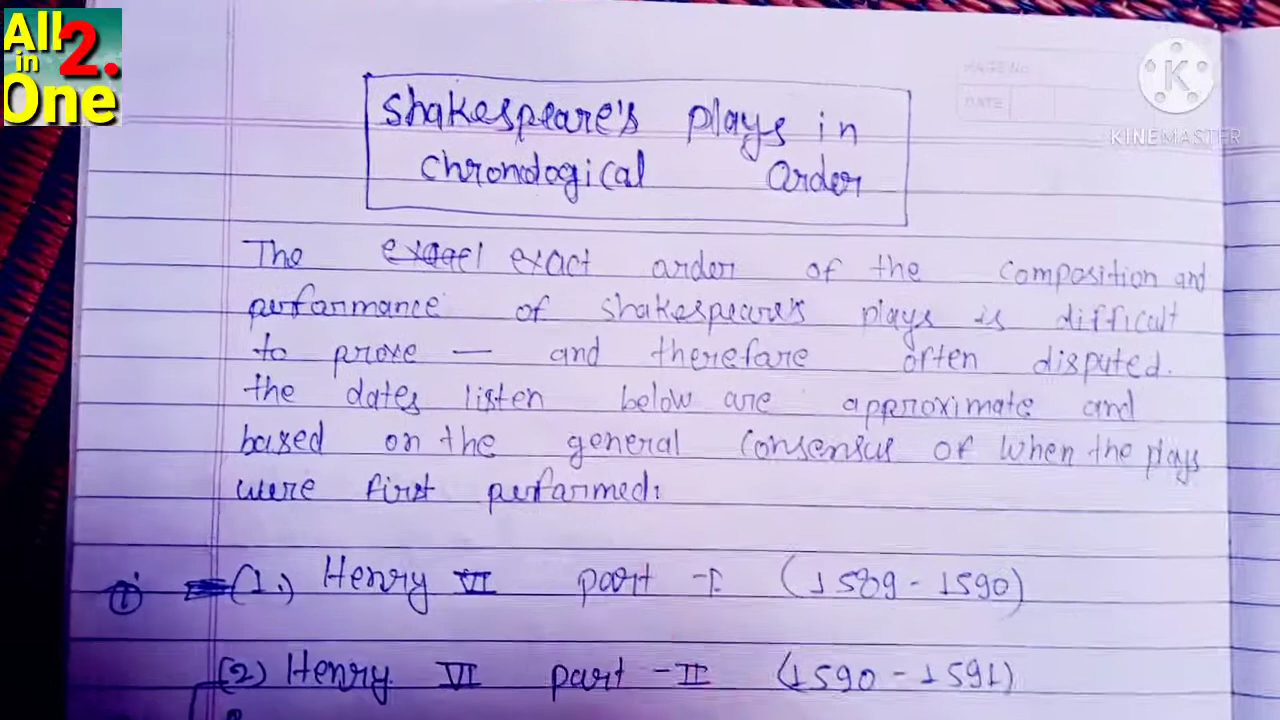 All 2.
in
One
PAGE No.
DATE
K
KINEMASTER
Shakespeare's plays in
chronological order
The exact order of the composition and
performance of shakespeare's plays is difficult
to prove — and therefore often disputed.
the dates listen below are approximate and
based on the general consensus of when the plays
were first performed:
(i) (1.) Henry VI part -I. (1589 - 1590)
(2) Henry VI part -II (1590 - 1591)